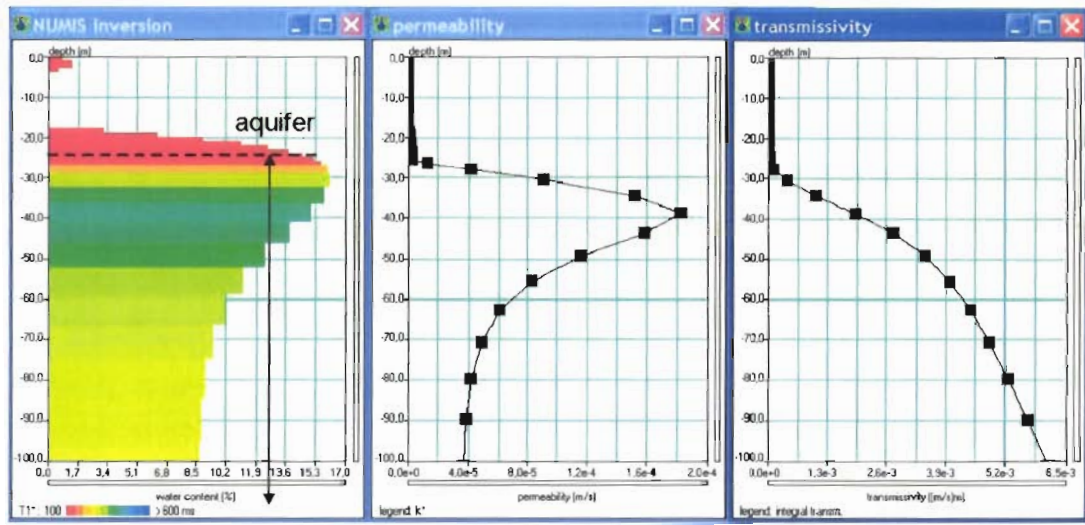 NUMIS Inversion
depth [m]
0,0
-10,0
-20,0
-30,0
-40,0
-50,0
-60,0
-70,0
-80,0
-90,0
-100,0
aquifer
0,0 1,7 3,4 5,1 6,8 8,5 10,2 11,9 13,6 15,3 17,0
water content [%]
T1*: 100 > 600 ms
permeability
depth [m]
0,0
-10,0
-20,0
-30,0
-40,0
-50,0
-60,0
-70,0
-80,0
-90,0
-100,0
0.0e+0 4.0e-5 8.0e-5 1.2e-4 1.6e-4 2.0e-4
permeability [m/s]
legend: k*
transmissivity
depth [m]
0,0
-10,0
-20,0
-30,0
-40,0
-50,0
-60,0
-70,0
-80,0
-90,0
-100,0
0.0e+0 1.3e-3 2.6e-3 3.9e-3 5.2e-3 6.5e-3
transmissivity [(m/s)m]
legend: integral transm.